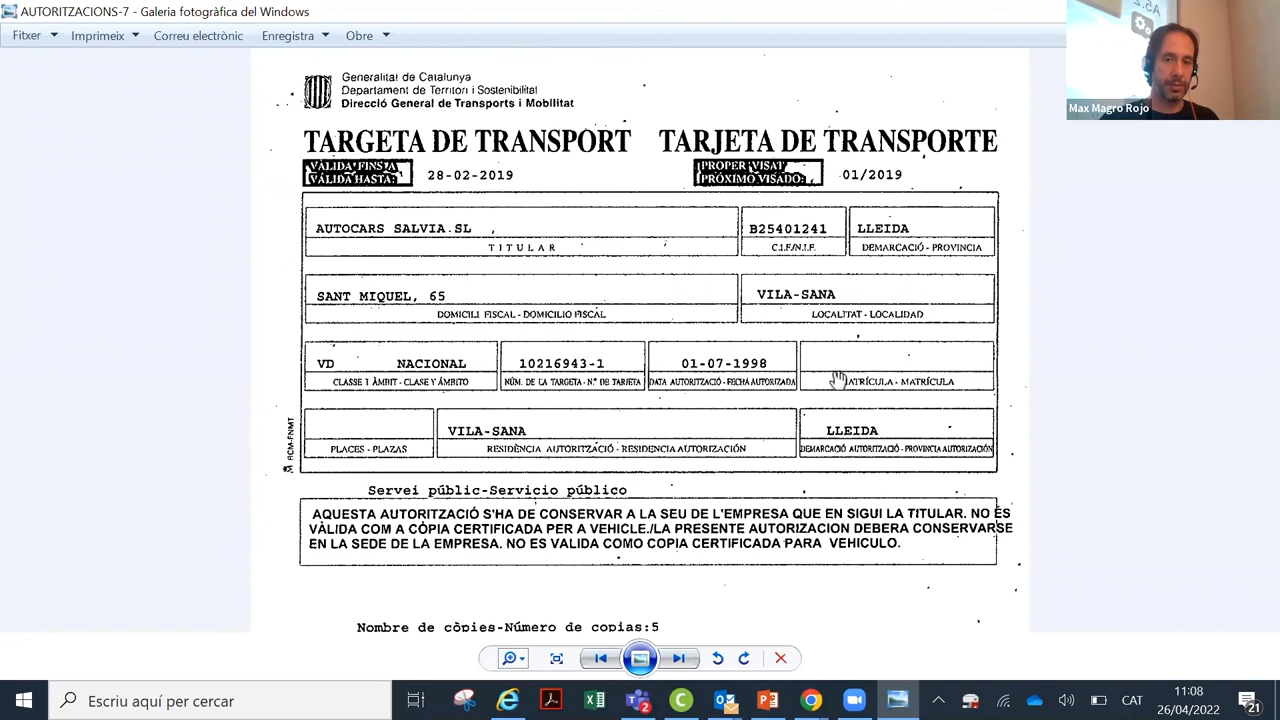 AUTORITZACIONS-7 - Galeria fotogràfica del Windows
Fitxer Imprimeix Correu electrònic Enregistra Obre
Max Magro Rojo
Generalitat de Catalunya
Departament de Territori i Sostenibilitat
Direcció General de Transports i Mobilitat
TARGETA DE TRANSPORT TARJETA DE TRANSPORTE
VÀLIDA FINS A
VÁLIDA HASTA: 28-02-2019
PROPER VISAT
PRÓXIMO VISADO: 01/2019
AUTOCARS SALVIA.SL B25401241 LLEIDA
TITULAR C.I.F./N.I.F. DEMARCACIÓ - PROVINCIA
SANT MIQUEL, 65 VILA-SANA
DOMICILI FISCAL - DOMICILIO FISCAL LOCALITAT - LOCALIDAD
VD NACIONAL 10216943-1 01-07-1998
CLASSE I ÀMBIT - CLASE Y ÁMBITO NÚM. DE LA TARGETA - N.º DE TARJETA DATA AUTORITZACIÓ - FECHA AUTORIZADA ATRÍCULA - MATRÍCULA
VILA-SANA LLEIDA
PLACES - PLAZAS RESIDÈNCIA AUTORITZACIÓ - RESIDENCIA AUTORIZACIÓN DEMARCACIÓ AUTORITZACIÓ - PROVINCIA AUTORIZACIÓN
RCM-FNMT
Servei públic-Servicio público
AQUESTA AUTORITZACIÓ S'HA DE CONSERVAR A LA SEU DE L'EMPRESA QUE EN SIGUI LA TITULAR. NO ÉS
VÀLIDA COM A CÒPIA CERTIFICADA PER A VEHICLE./LA PRESENTE AUTORIZACION DEBERA CONSERVARSE
EN LA SEDE DE LA EMPRESA. NO ES VALIDA COMO COPIA CERTIFICADA PARA VEHICULO.
Nombre de còpies-Número de copias:5
Escriu aquí per cercar
CAT
11:08
26/04/2022
21